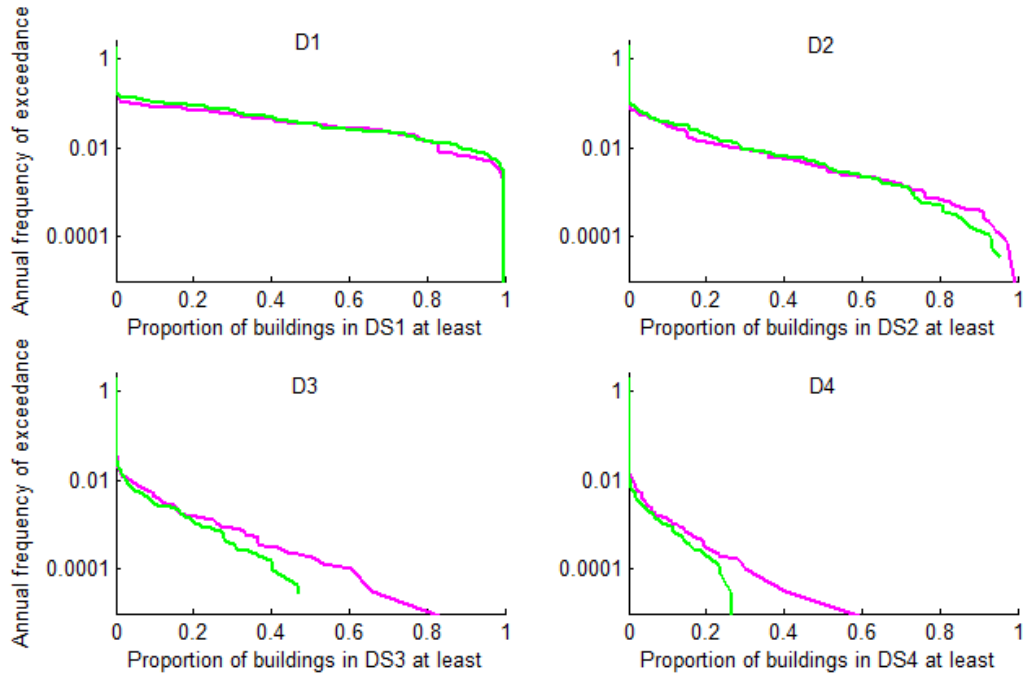 D1
Annual frequency of exceedance
1
0.01
0.0001
0 0.2 0.4 0.6 0.8 1
Proportion of buildings in DS1 at least
D2
1
0.01
0.0001
0 0.2 0.4 0.6 0.8 1
Proportion of buildings in DS2 at least
D3
Annual frequency of exceedance
1
0.01
0.0001
0 0.2 0.4 0.6 0.8 1
Proportion of buildings in DS3 at least
D4
1
0.01
0.0001
0 0.2 0.4 0.6 0.8 1
Proportion of buildings in DS4 at least